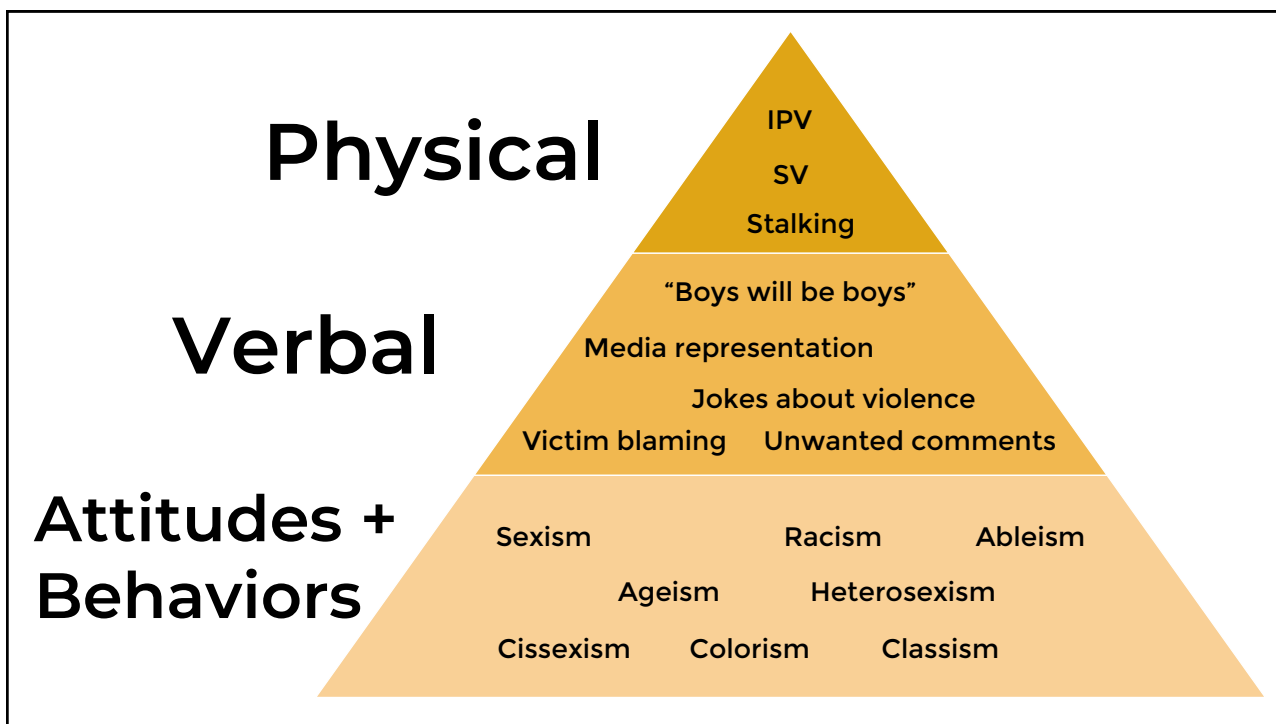 Physical
IPV
SV
Stalking
Verbal
“Boys will be boys”
Media representation
Jokes about violence
Victim blaming Unwanted comments
Attitudes +
Behaviors
Sexism Racism Ableism
Ageism Heterosexism
Cissexism Colorism Classism